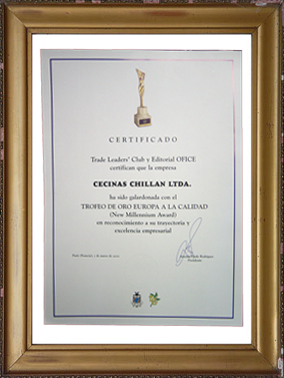 CERTIFICADO
Trade Leaders' Club y Editorial OFICE
certifican que la empresa
CECINAS CHILLAN LTDA.
ha sido galardonada con el
TROFEO DE ORO EUROPA A LA CALIDAD
(New Millennium Award)
en reconocimiento a su trayectoria y
excelencia empresarial
Presidente